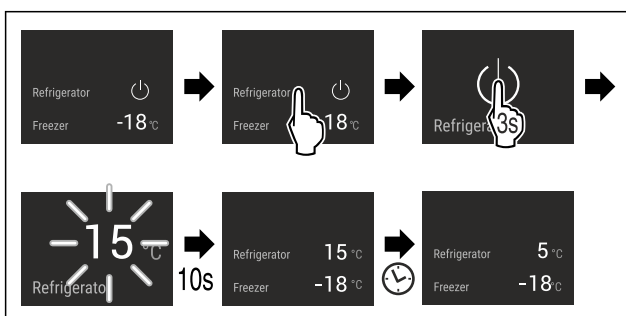 Refrigerator
Freezer -18 °C
Refrigerator
Freezer 18 °C
Refrigera 3s
15 °C
Refrigerato
10s
Refrigerator 15 °C
Freezer -18 °C
Refrigerator 5 °C
Freezer -18 °C